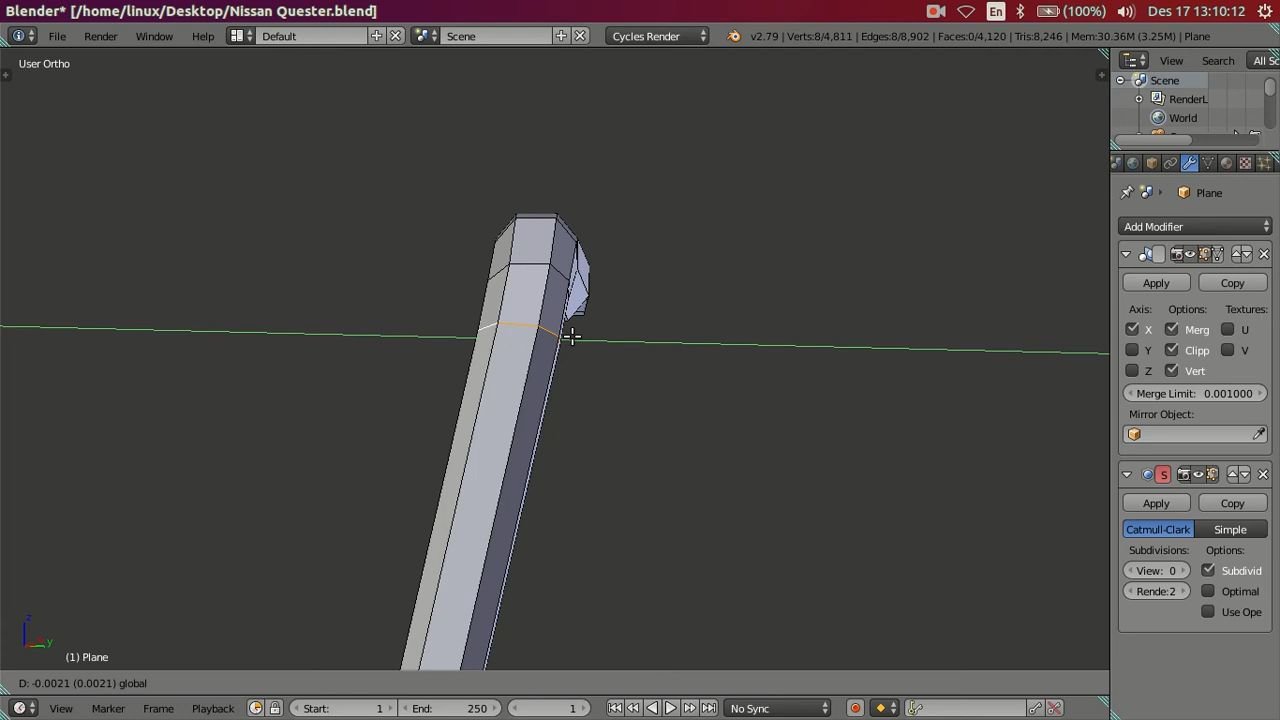 Blender* [/home/linux/Desktop/Nissan Quester.blend]
En
(100%)
Des 17 13:10:12
File
Render
Window
Help
Default
Scene
Cycles Render
v2.79 | Verts:8/4,811 | Edges:8/8,902 | Faces:0/4,120 | Tris:8,246 | Mem:30.36M (3.25M) | Plane
User Ortho
View
Search
All Sc
Scene
RenderL
World
Plane
Add Modifier
Apply
Copy
Axis:
Options:
Textures:
X
Merg
U
Y
Clipp
V
Z
Vert
Merge Limit: 0.001000
Mirror Object:
S
Apply
Copy
Catmull-Clark
Simple
Subdivisions:
Options:
View: 0
Subdivid
Rende:2
Optimal
Use Ope
z
y
(1) Plane
D: -0.0021 (0.0021) global
View
Marker
Frame
Playback
Start:
1
End:
250
1
No Sync